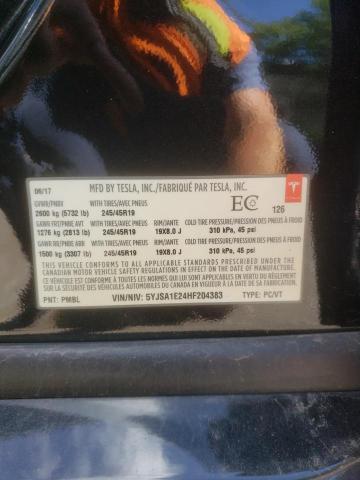 06/17 MFD BY TESLA, INC./FABRIQUÉ PAR TESLA, INC.
GVWR/PNBV WITH TIRES/AVEC PNEUS EC 126
2600 kg (5732 lb) 245/45R19
GAWR FRT/PNBE AVT WITH TIRES/AVEC PNEUS RIM/JANTE COLD TIRE PRESSURE/PRESSION DES PNEUS À FROID
1276 kg (2813 lb) 245/45R19 19X8.0 J 310 kPa, 45 psi
GAWR RR/PNBE ARR WITH TIRES/AVEC PNEUS RIM/JANTE COLD TIRE PRESSURE/PRESSION DES PNEUS À FROID
1500 kg (3307 lb) 245/45R19 19X8.0 J 310 kPa, 45 psi
THIS VEHICLE CONFORMS TO ALL APPLICABLE STANDARDS PRESCRIBED UNDER THE
CANADIAN MOTOR VEHICLE SAFETY REGULATIONS IN EFFECT ON THE DATE OF MANUFACTURE
CE VÉHICULE EST CONFORME À TOUTES LES NORMES QUI LUI SONT APPLICABLES EN VERTU DU RÈGLEMENT
SUR LA SÉCURITÉ DES VÉHICULES AUTOMOBILES DU CANADA EN VIGUEUR À LA DATE DE SA FABRICATION
PNT: PMBL VIN/NIV: 5YJSA1E24HF204383 TYPE: PC/VT